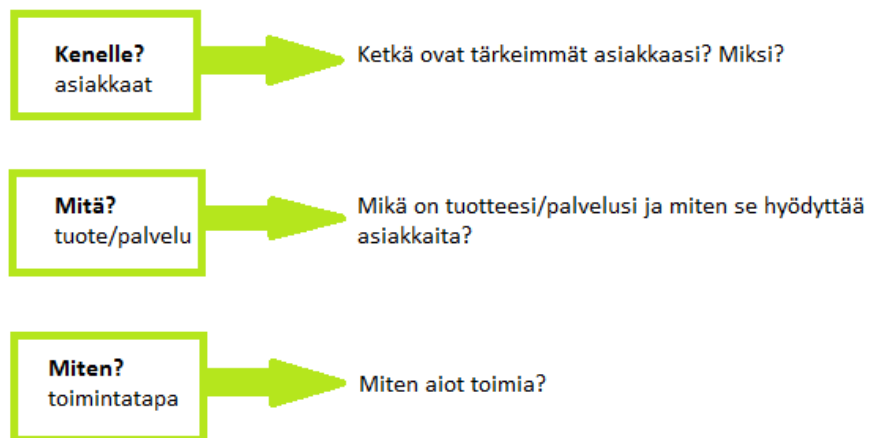 Kenelle?
asiakkaat
Ketkä ovat tärkeimmät asiakkaasi? Miksi?
Mitä?
tuote/palvelu
Mikä on tuotteesi/palvelusi ja miten se hyödyttää
asiakkaita?
Miten?
toimintatapa
Miten aiot toimia?